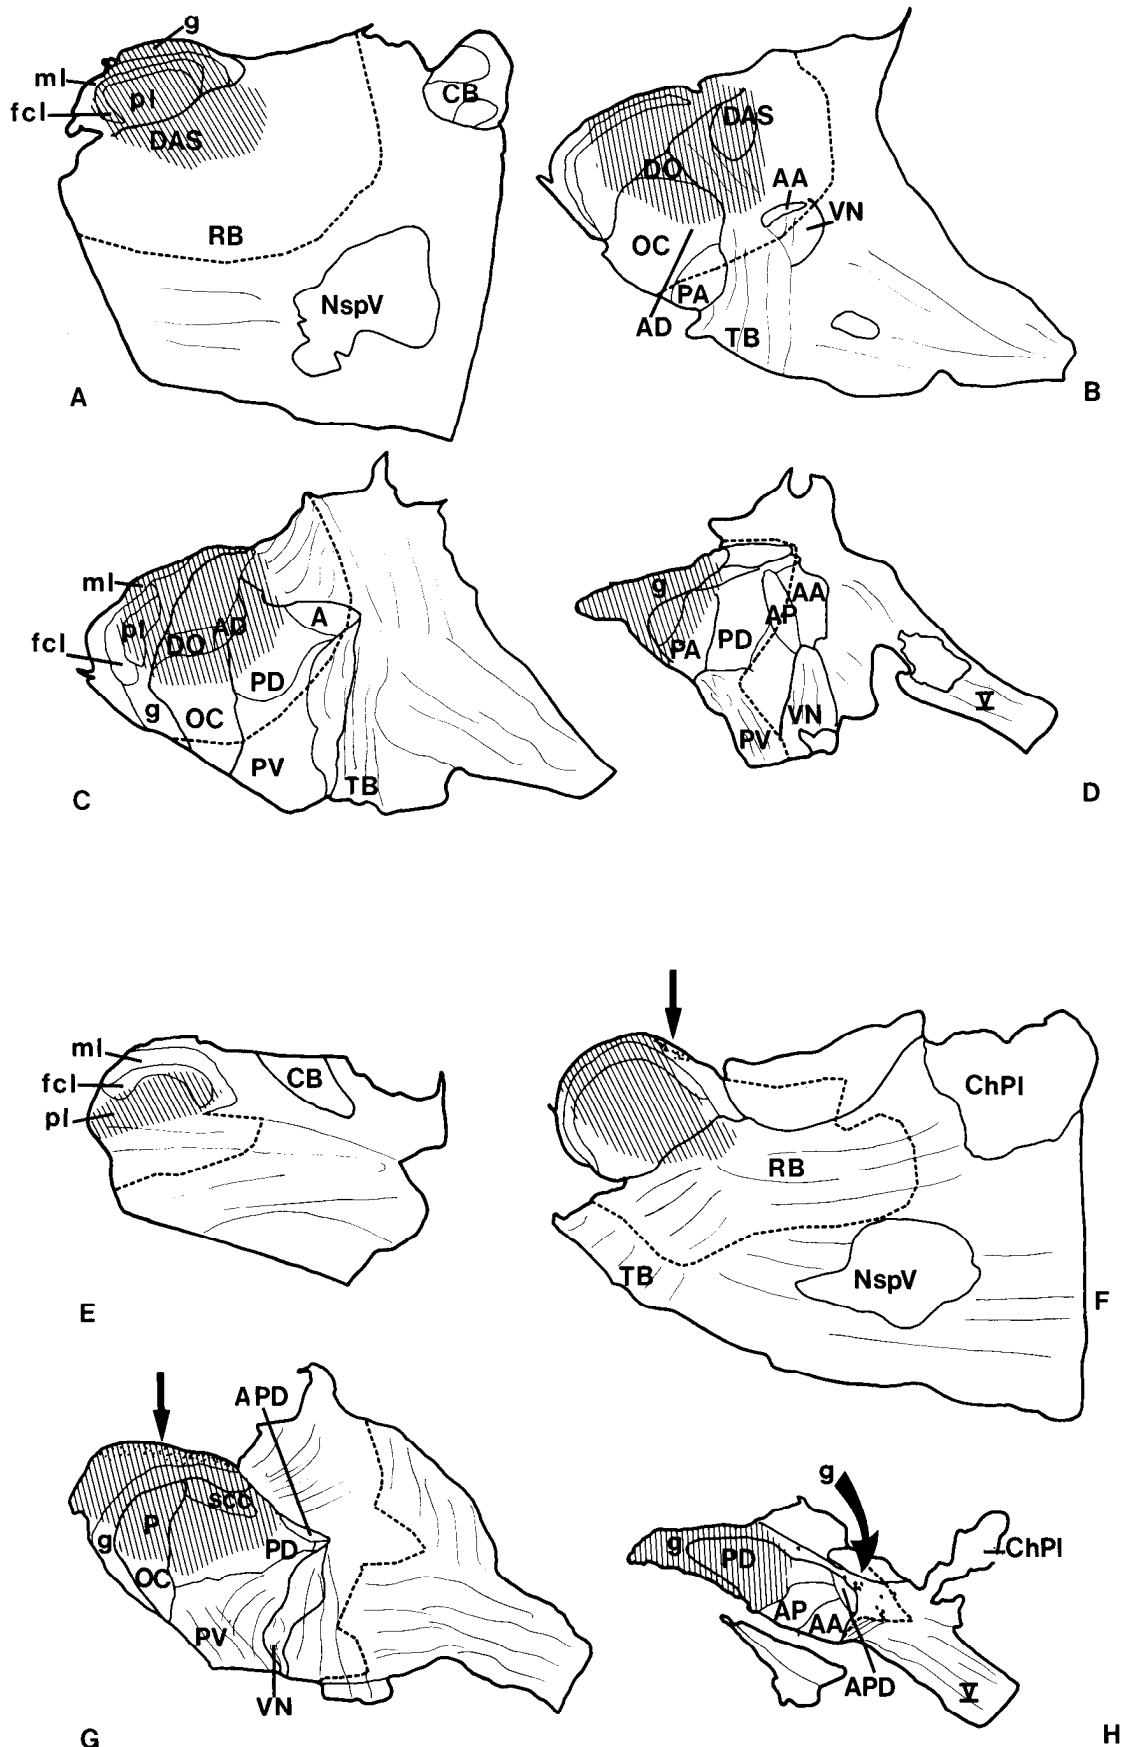 g
ml
pl
fcl
DAS
CB
RB
NspV
A
DAS
DO
AA
VN
OC
PA
AD
TB
B
ml
fcl
pl
DO
AD
A
PD
g
OC
PV
TB
C
g
AA
AP
PA
PD
VN
PV
V
D
ml
fcl
pl
CB
E
ChPl
RB
TB
NspV
F
APD
scc
P
g
PD
OC
PV
VN
G
g
g
PD
ChPl
AP
AA
APD
V
H